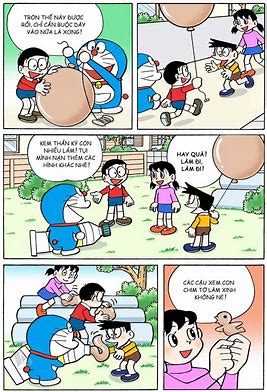 TRÒN THẾ NÀY ĐƯỢC
RỒI, CHỈ CẦN BUỘC DÂY
VÀO NỮA LÀ XONG!
XEM THẦN KỲ CÒN
NHIỀU LẮM! TỤI
MÌNH NẶN THÊM CÁC
HÌNH KHÁC NHÉ!
HAY QUÁ!
LÀM ĐI,
LÀM ĐI!
CÁC CẬU XEM CON
CHIM TỚ LÀM XINH
KHÔNG NÈ!